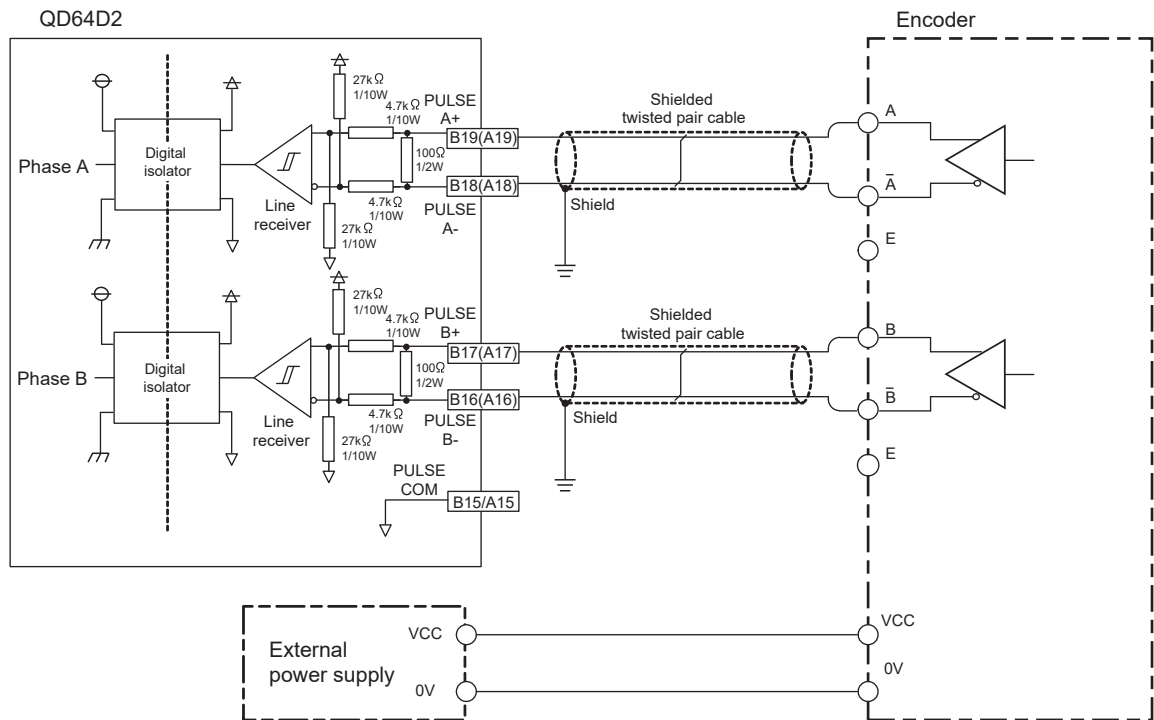 QD64D2
Encoder
27kΩ
1/10W
4.7kΩ
1/10W
PULSE
A+
B19(A19)
Shielded
twisted pair cable
A
Phase A
Digital
isolator
100Ω
1/2W
B18(A18)
A̅
Line
receiver
4.7kΩ
1/10W
PULSE
A-
Shield
27kΩ
1/10W
E
27kΩ
1/10W
4.7kΩ
1/10W
PULSE
B+
B17(A17)
Shielded
twisted pair cable
B
Phase B
Digital
isolator
100Ω
1/2W
B16(A16)
B̅
Line
receiver
4.7kΩ
1/10W
PULSE
B-
Shield
27kΩ
1/10W
E
PULSE
COM
B15/A15
External
power supply
VCC
VCC
0V
0V